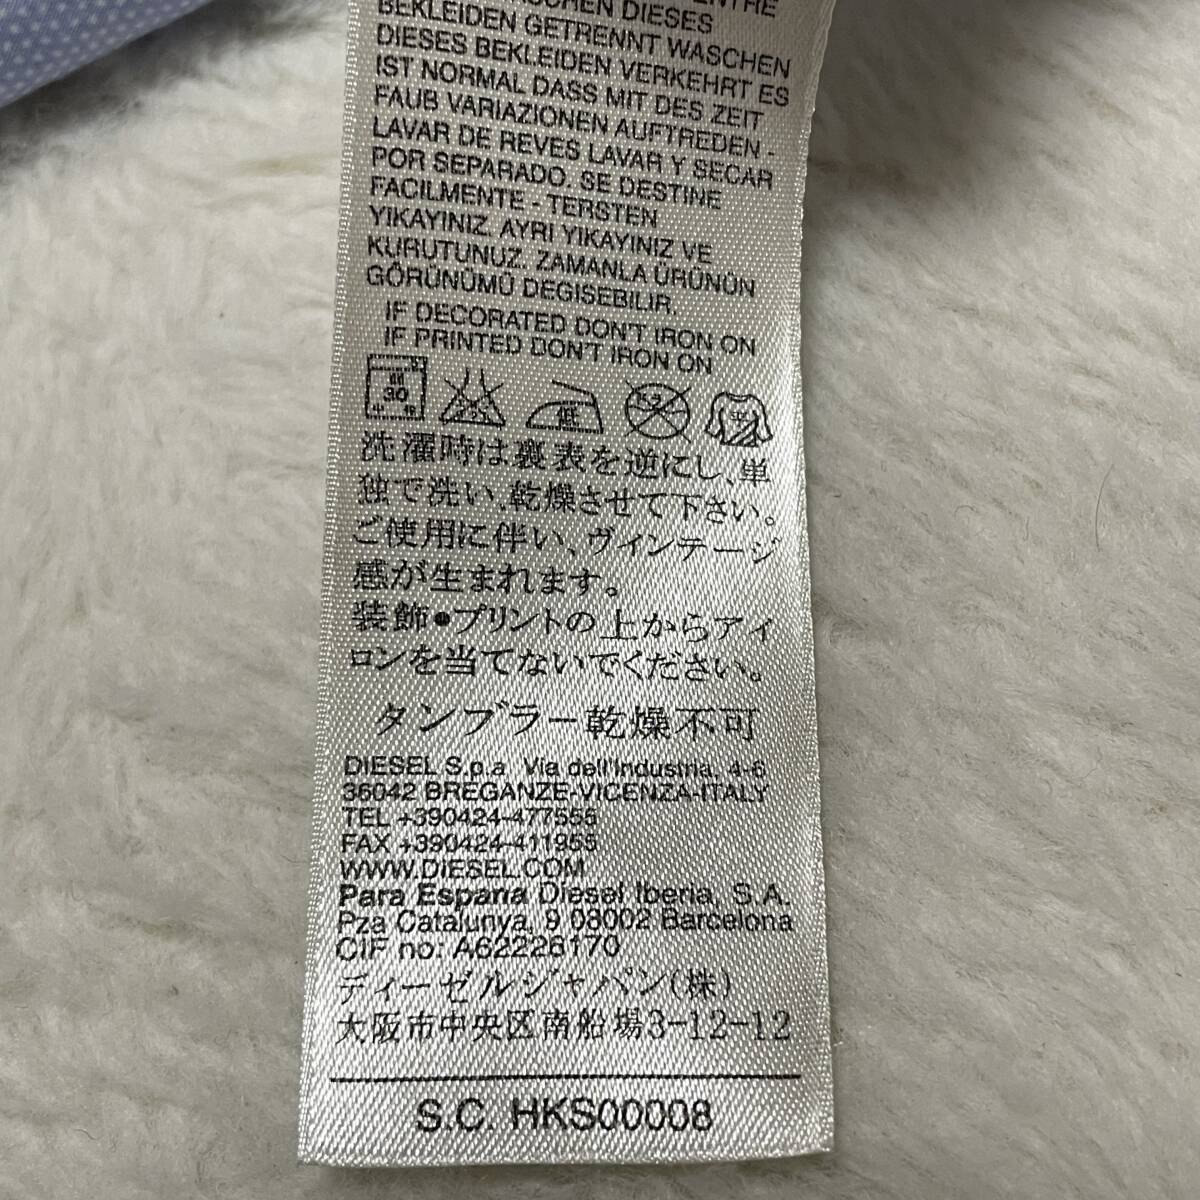 BEKLEIDEN GETRENNT WASCHEN
DIESES BEKLEIDEN VERKEHRT ES
IST NORMAL DASS MIT DES ZEIT
FAUB VARIAZIONEN AUFTREDEN -
LAVAR DE REVES LAVAR Y SECAR
POR SEPARADO. SE DESTINE
FACILMENTE - TERSTEN
YIKAYINIZ. AYRI YIKAYINIZ VE
KURUTUNUZ. ZAMANLA ÜRÜNÜN
GÖRÜNÜMÜ DEGISEBILIR.
IF DECORATED DON'T IRON ON
IF PRINTED DON'T IRON ON
30 低
洗濯時は裏表を逆にし、単
独で洗い、乾燥させて下さい。
ご使用に伴い、ヴィンテージ
感が生まれます。
装飾・プリントの上からアイ
ロンを当てないでください。
タンブラー乾燥不可
DIESEL S.p.a. Via dell'Industria, 4-6
36042 BREGANZE-VICENZA-ITALY
TEL +390424-477555
FAX +390424-411955
WWW.DIESEL.COM
Para Espana Diesel Iberia, S.A.
Pza Catalunya, 9 08002 Barcelona
CIF no: A62226170
ディーゼルジャパン(株)
大阪市中央区南船場3-12-12
S.C. HKS00008